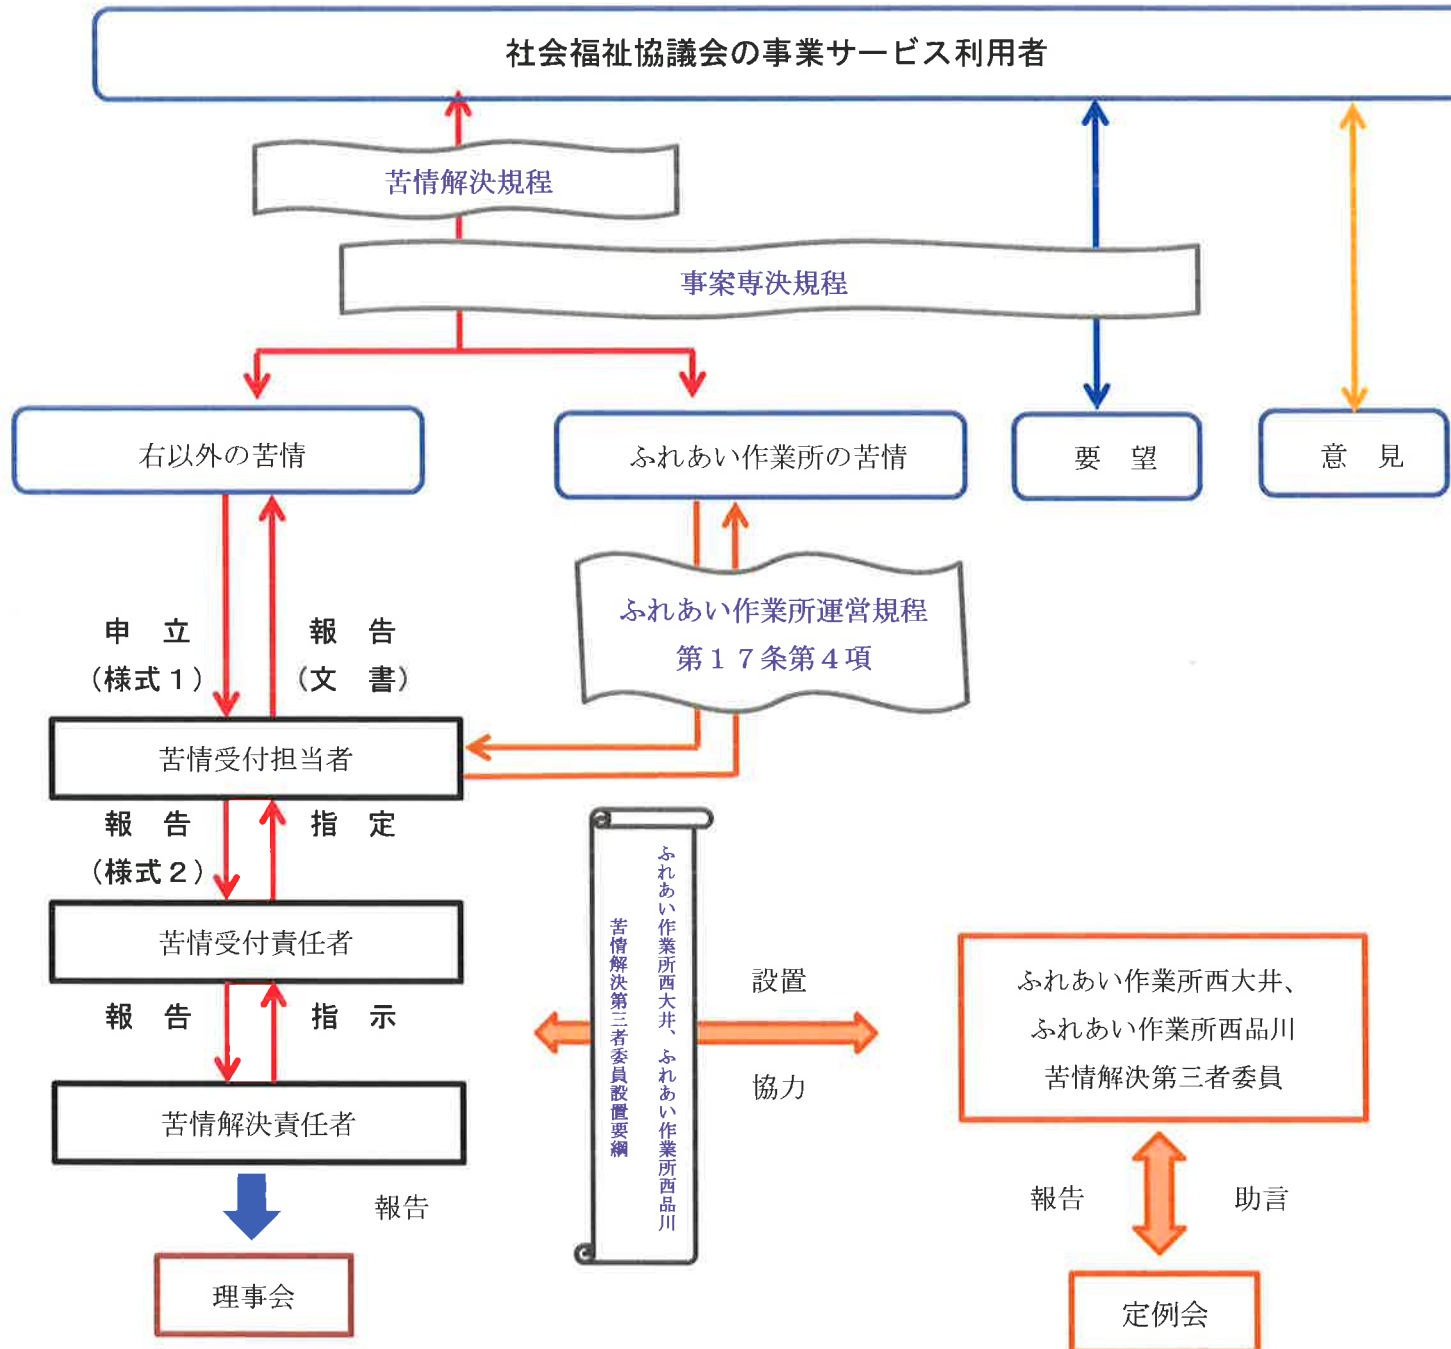 社会福祉協議会の事業サービス利用者
苦情解決規程
事案専決規程
右以外の苦情
ふれあい作業所の苦情
要　望
意　見
ふれあい作業所運営規程
第１７条第４項
申　立
（様式１）
報　告
（文　書）
苦情受付担当者
報　告
（様式２）
指　定
苦情受付責任者
報　告
指　示
苦情解決責任者
報告
理事会
ふれあい作業所西大井、ふれあい作業所西品川
苦情解決第三者委員設置要綱
設置
協力
ふれあい作業所西大井、
ふれあい作業所西品川
苦情解決第三者委員
報告
助言
定例会